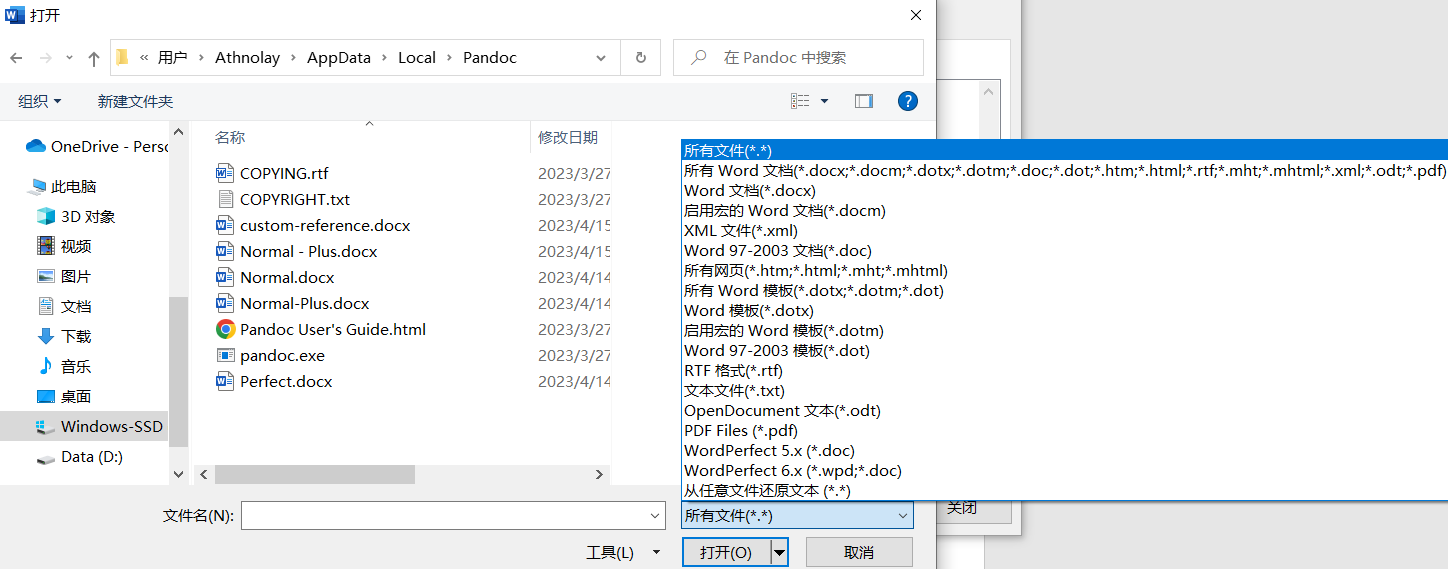 打开
« 用户 › Athnolay › AppData › Local › Pandoc
在 Pandoc 中搜索
组织
新建文件夹
?
OneDrive - Perso
此电脑
3D 对象
视频
图片
文档
下载
音乐
桌面
Windows-SSD
Data (D:)
名称 修改日期
COPYING.rtf 2023/3/27
COPYRIGHT.txt 2023/3/27
custom-reference.docx 2023/4/15
Normal - Plus.docx 2023/4/15
Normal.docx 2023/4/14
Normal-Plus.docx 2023/4/14
Pandoc User's Guide.html 2023/3/27
pandoc.exe 2023/3/27
Perfect.docx 2023/4/14
所有文件(*.*)
所有 Word 文档(*.docx;*.docm;*.dotx;*.dotm;*.doc;*.dot;*.htm;*.html;*.rtf;*.mht;*.mhtml;*.xml;*.odt;*.pdf)
Word 文档(*.docx)
启用宏的 Word 文档(*.docm)
XML 文件(*.xml)
Word 97-2003 文档(*.doc)
所有网页(*.htm;*.html;*.mht;*.mhtml)
所有 Word 模板(*.dotx;*.dotm;*.dot)
Word 模板(*.dotx)
启用宏的 Word 模板(*.dotm)
Word 97-2003 模板(*.dot)
RTF 格式(*.rtf)
文本文件(*.txt)
OpenDocument 文本(*.odt)
PDF Files (*.pdf)
WordPerfect 5.x (*.doc)
WordPerfect 6.x (*.wpd;*.doc)
从任意文件还原文本 (*.*)
文件名(N):
所有文件(*.*)
关闭
工具(L)
打开(O)
取消